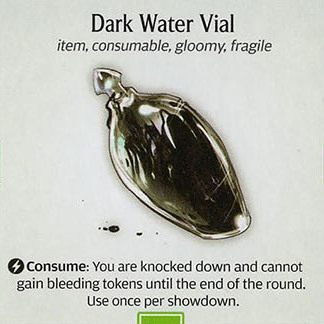 Dark Water Vial
item, consumable, gloomy, fragile
Consume: You are knocked down and cannot
gain bleeding tokens until the end of the round.
Use once per showdown.